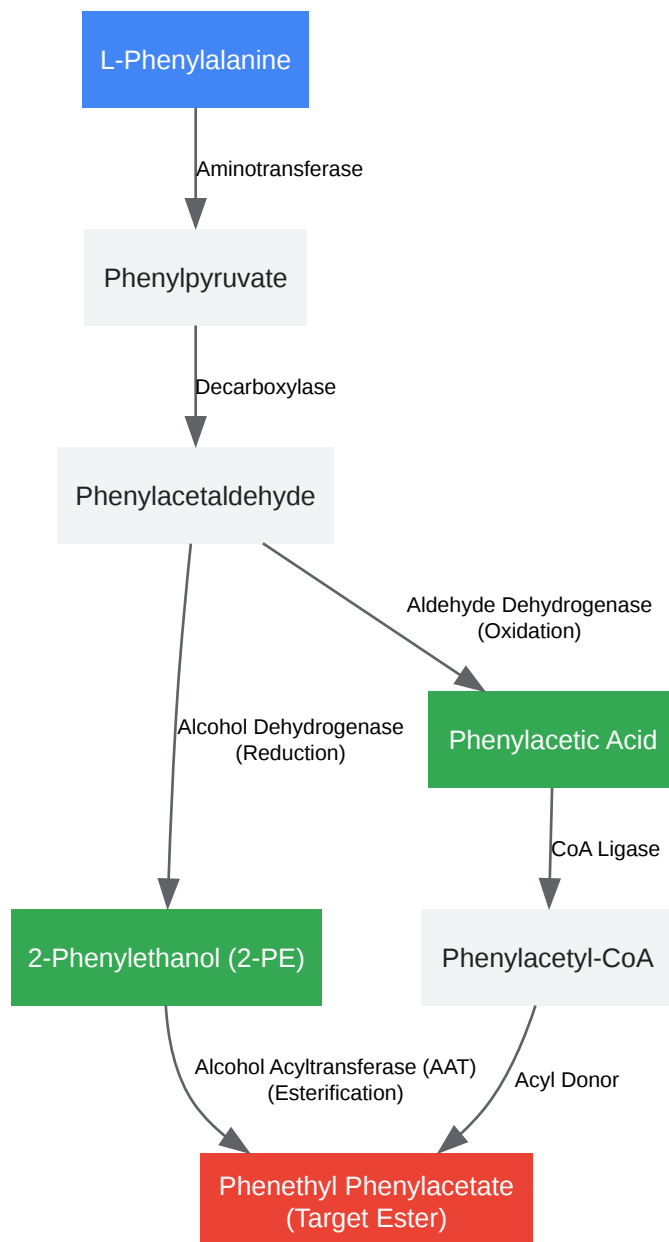 L-Phenylalanine
Aminotransferase
Phenylpyruvate
Decarboxylase
Phenylacetaldehyde
Aldehyde Dehydrogenase
(Oxidation)
Alcohol Dehydrogenase
(Reduction)
Phenylacetic Acid
CoA Ligase
2-Phenylethanol (2-PE)
Phenylacetyl-CoA
Alcohol Acyltransferase (AAT)
(Esterification)
Acyl Donor
Phenethyl Phenylacetate
(Target Ester)